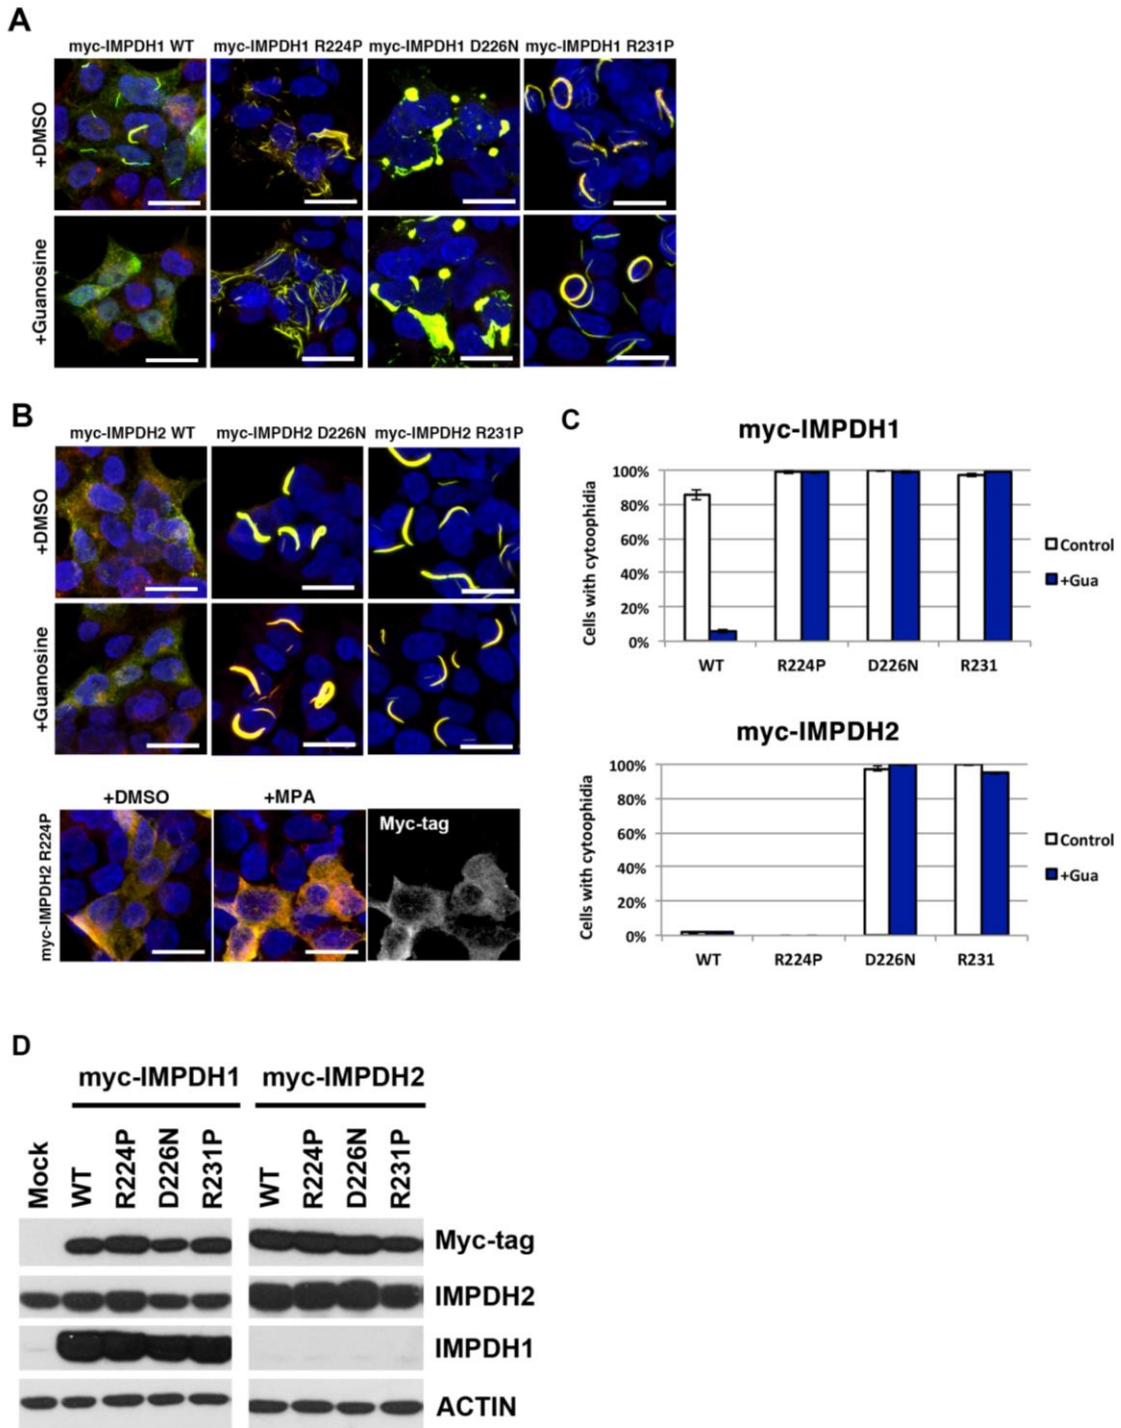 A
myc-IMPDH1 WT myc-IMPDH1 R224P myc-IMPDH1 D226N myc-IMPDH1 R231P
+DMSO
+Guanosine
B
myc-IMPDH2 WT myc-IMPDH2 D226N myc-IMPDH2 R231P
+DMSO
+Guanosine
+DMSO +MPA
myc-IMPDH2 R224P
Myc-tag
C
myc-IMPDH1
Cells with cytoophidia
100%
80%
60%
40%
20%
0%
WT R224P D226N R231
Control
+Gua
myc-IMPDH2
Cells with cytoophidia
100%
80%
60%
40%
20%
0%
WT R224P D226N R231
Control
+Gua
D
myc-IMPDH1 myc-IMPDH2
Mock WT R224P D226N R231P WT R224P D226N R231P
Myc-tag
IMPDH2
IMPDH1
ACTIN